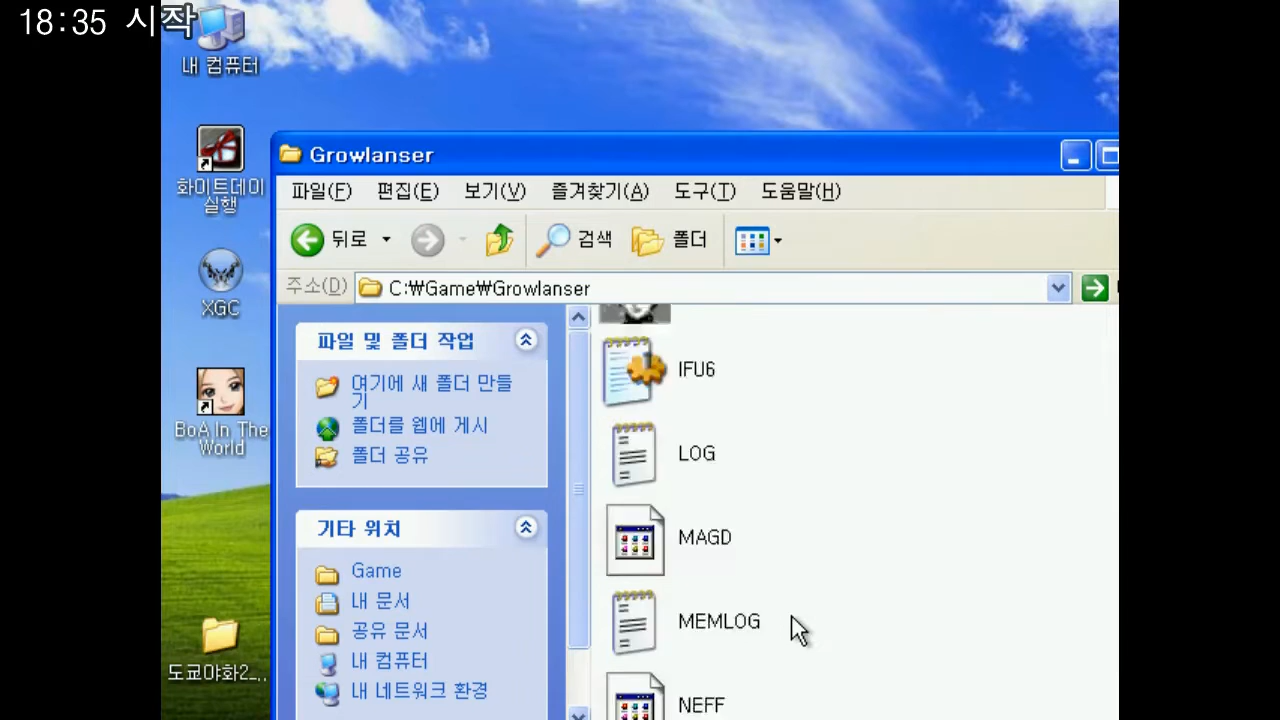 18:35 시작
내 컴퓨터
화이트데이
실행
XGC
BoA In The
World
도쿄야화2_..
Growlanser
파일(F)
편집(E)
보기(V)
즐겨찾기(A)
도구(T)
도움말(H)
뒤로
검색
폴더
주소(D)
C:₩Game₩Growlanser
파일 및 폴더 작업
여기에 새 폴더 만들
기
폴더를 웹에 게시
폴더 공유
기타 위치
Game
내 문서
공유 문서
내 컴퓨터
내 네트워크 환경
IFU6
LOG
MAGD
MEMLOG
NEFF